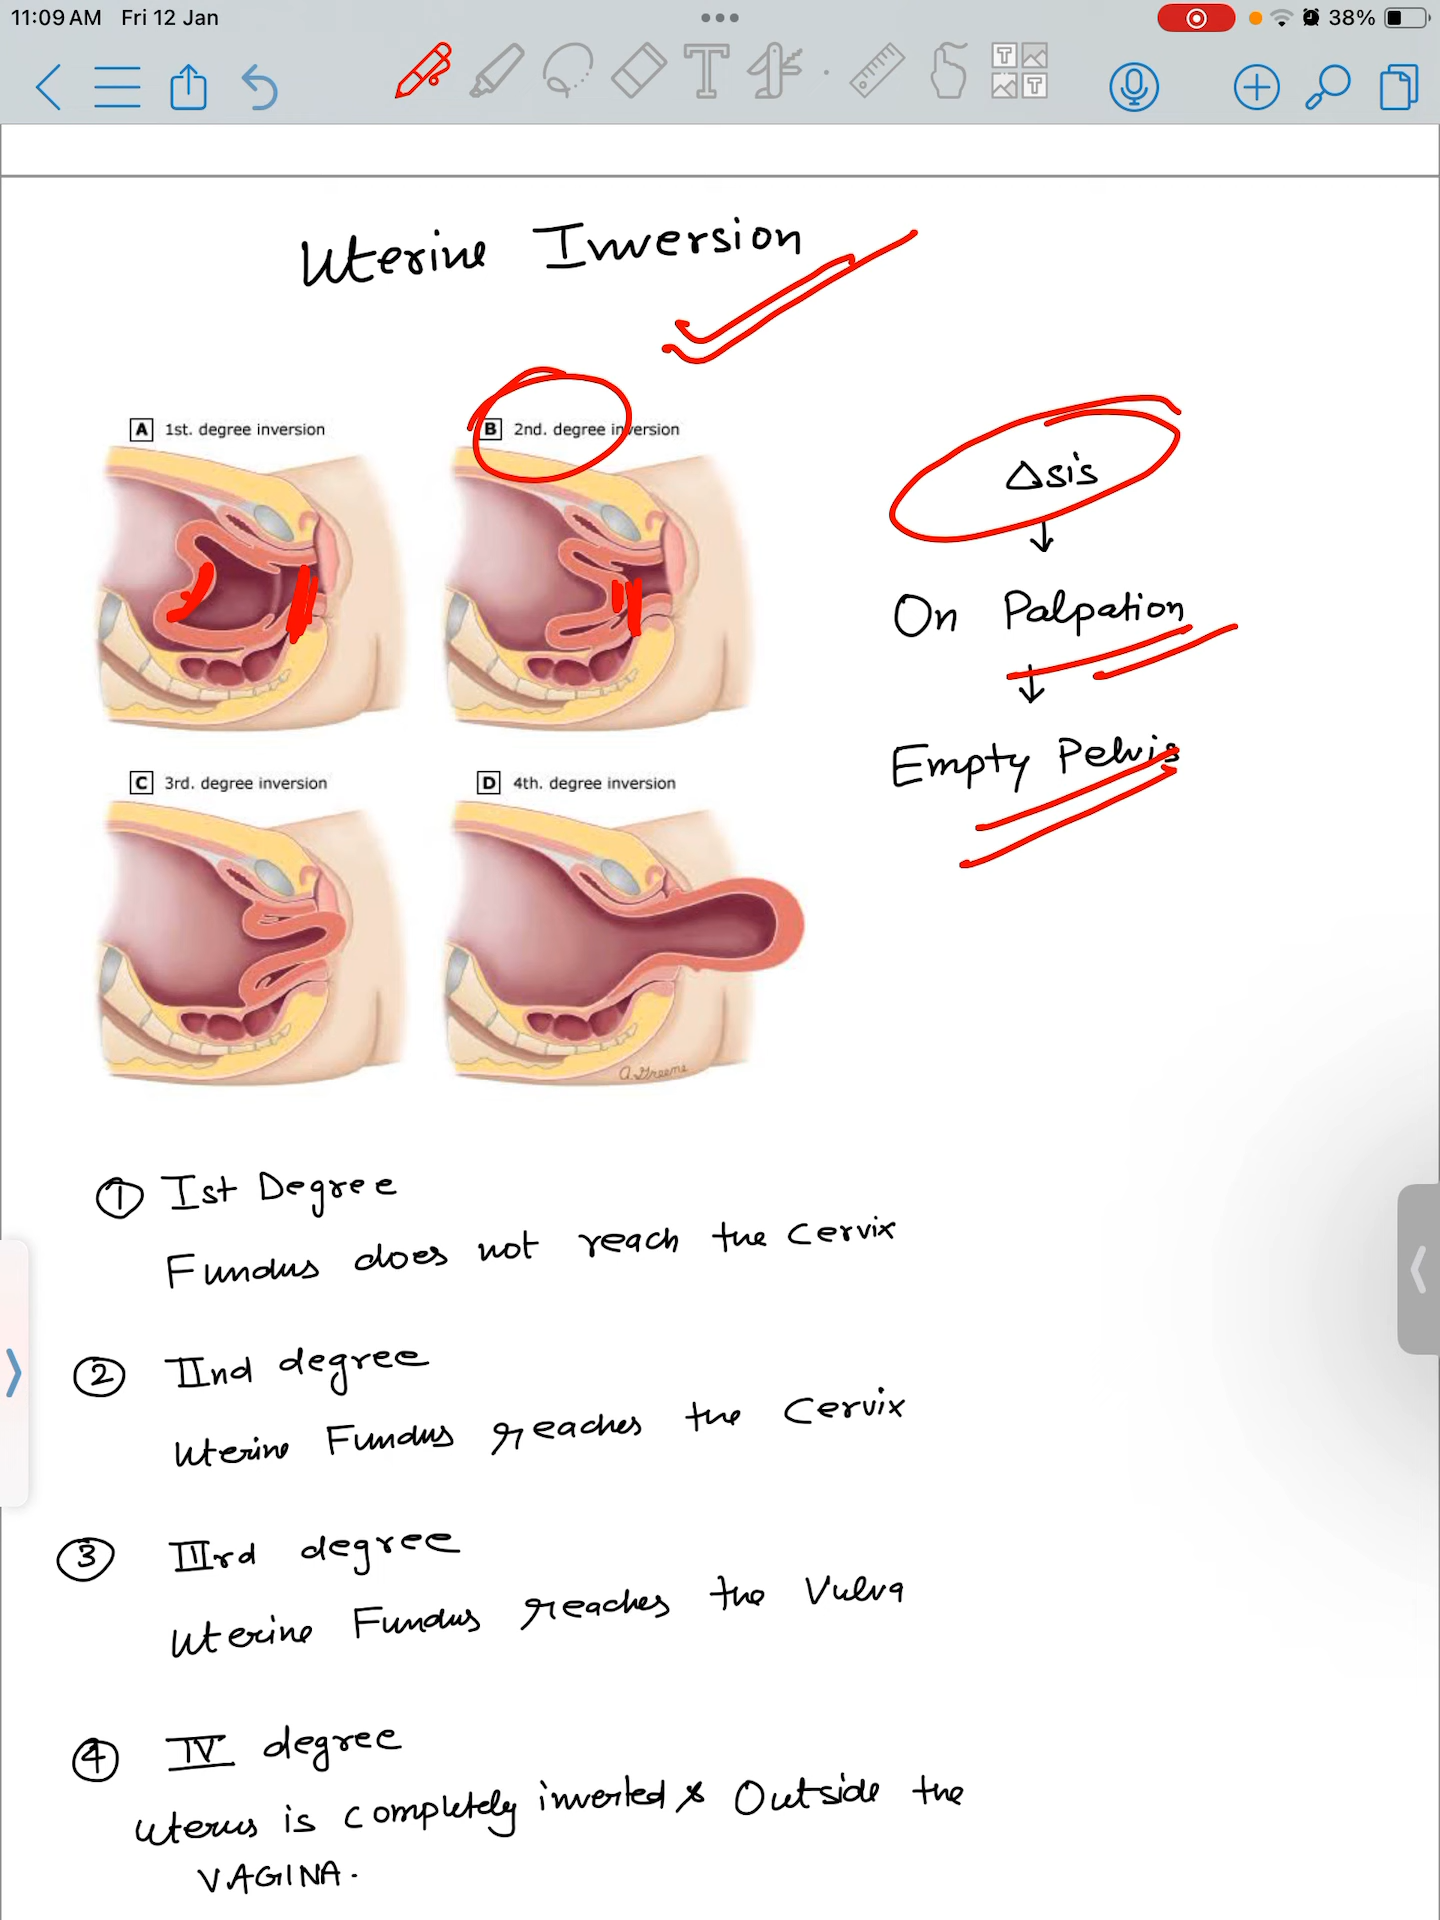 11:09 AM Fri 12 Jan
38%
Uterine Inversion
A 1st. degree inversion
B 2nd. degree inversion
Δsis
↓
On Palpation
↓
Empty Pelvis
C 3rd. degree inversion
D 4th. degree inversion
① Ist Degree
Fundus does not reach the Cervix
② IInd degree
Uterine Fundus reaches the Cervix
③ IIIrd degree
Uterine Fundus reaches the Vulva
④ IV degree
Uterus is completely inverted & Outside the
VAGINA.